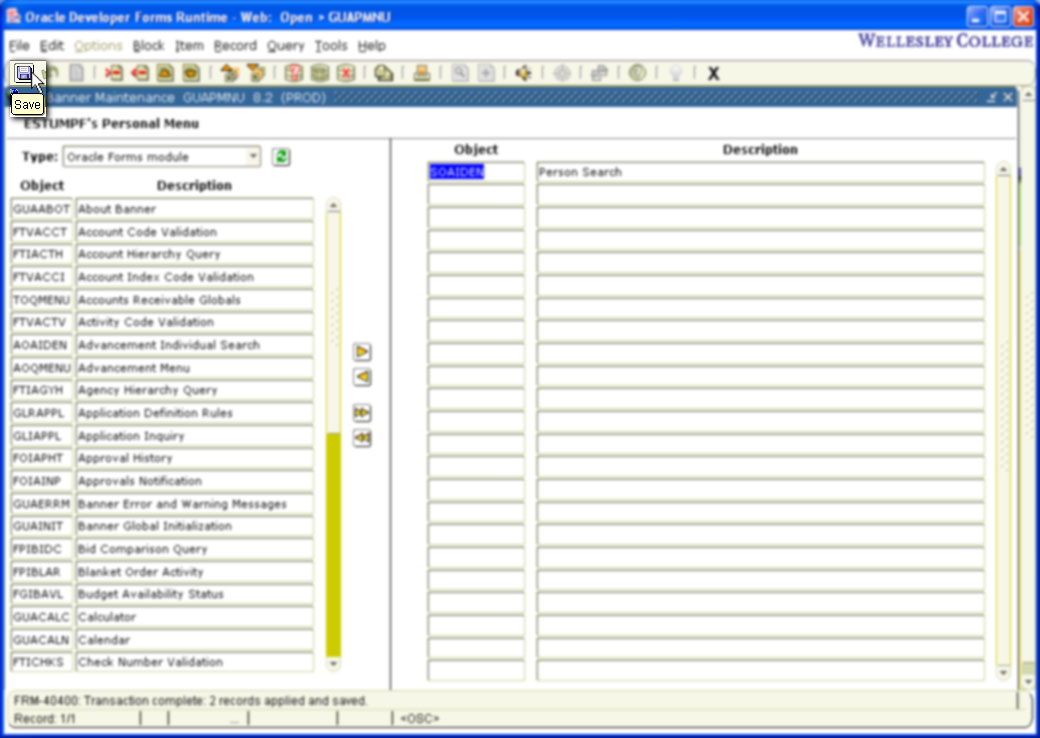 Oracle Developer Forms Runtime - Web: Open > GUAPMNU
File Edit Options Block Item Record Query Tools Help
WELLESLEY COLLEGE
X
Save
Banner Maintenance GUAPMNU 8.2 (PROD)
ESTUMPF's Personal Menu
Type: Oracle Forms module
Object Description
GUAABOT About Banner
FTVACCT Account Code Validation
FTIACTH Account Hierarchy Query
FTVACCI Account Index Code Validation
TOQMENU Accounts Receivable Globals
FTVACTV Activity Code Validation
AOAIDEN Advancement Individual Search
AOQMENU Advancement Menu
FTIAGYH Agency Hierarchy Query
GLRAPPL Application Definition Rules
GLIAPPL Application Inquiry
FOIAPHT Approval History
FOIAINP Approvals Notification
GUAERRM Banner Error and Warning Messages
GUAINIT Banner Global Initialization
FPIBIDC Bid Comparison Query
FPIBLAR Blanket Order Activity
FGIBAVL Budget Availability Status
GUACALC Calculator
GUACALN Calendar
FTICHKS Check Number Validation
Object Description
SOAIDEN Person Search
FRM-40400: Transaction complete: 2 records applied and saved.
Record: 1/1 ... <OSC>